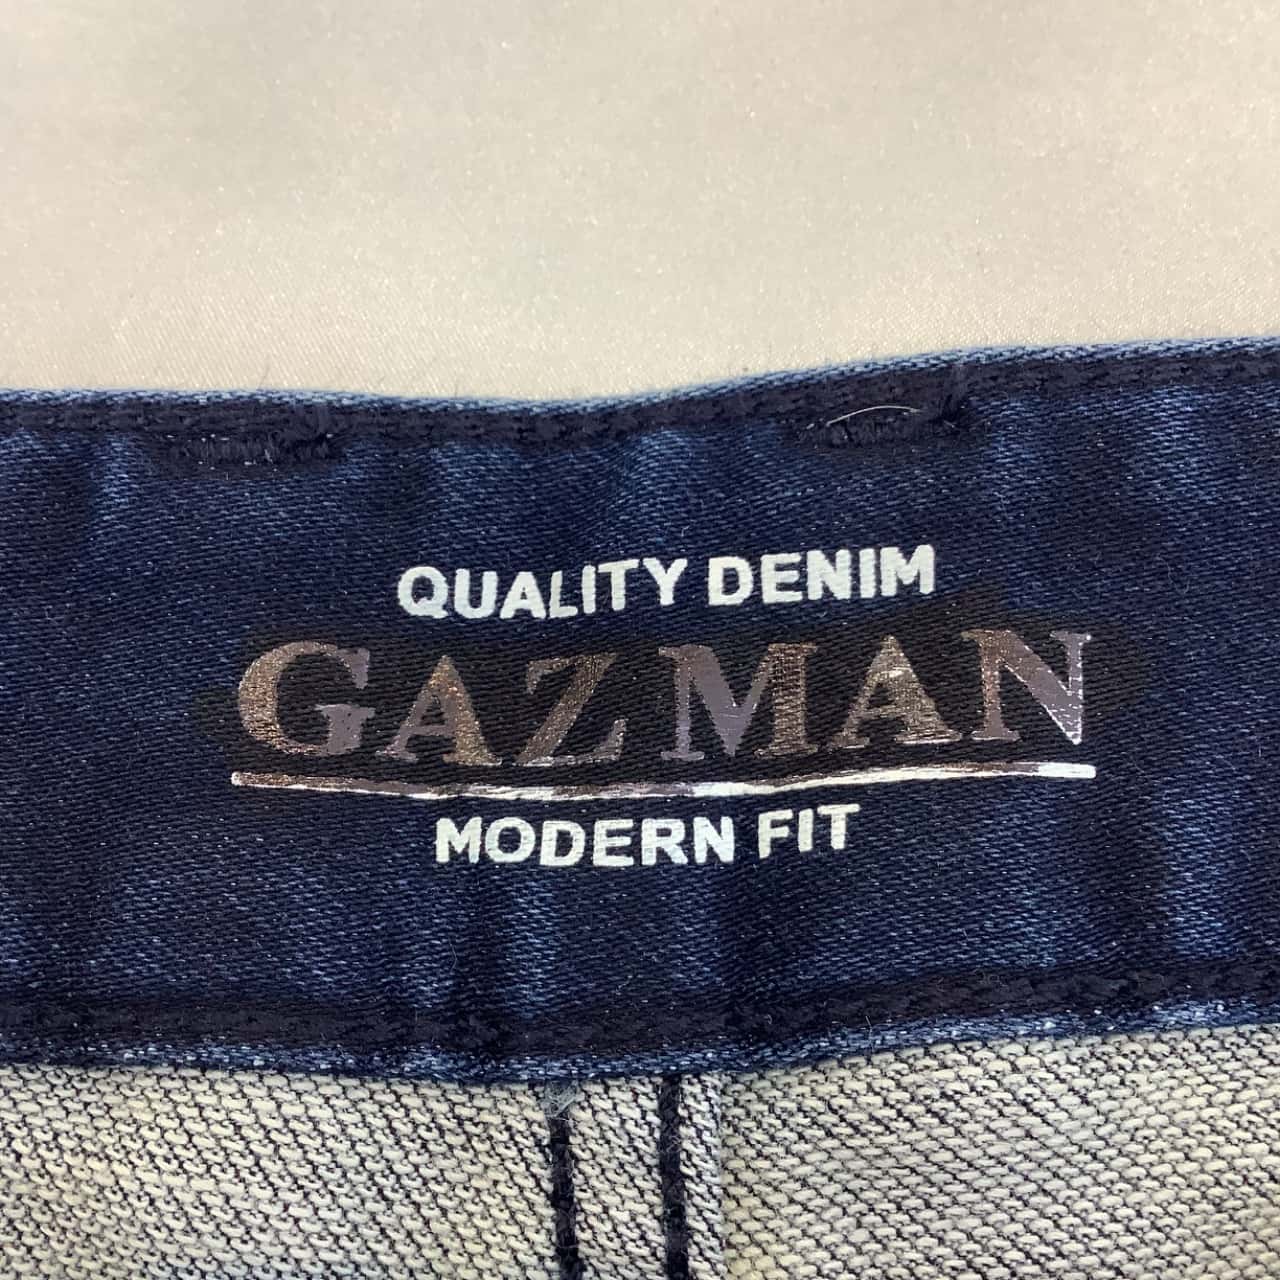 QUALITY DENIM
GAZMAN
MODERN FIT